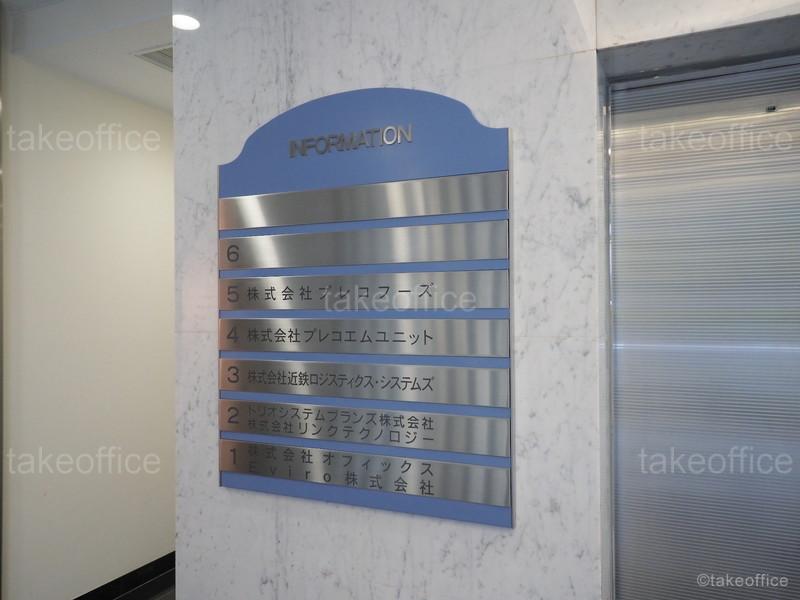 INFORMATION
6
5 株式会社プレコフーズ
4 株式会社プレコエムユニット
3 株式会社近鉄ロジスティクス・システムズ
2 トリオシステムプランズ株式会社
株式会社リンクテクノロジー
1 株式会社オフィックス
Eviro株式会社
takeoffice
takeoffice
takeoffice
takeoffice
takeoffice
©takeoffice